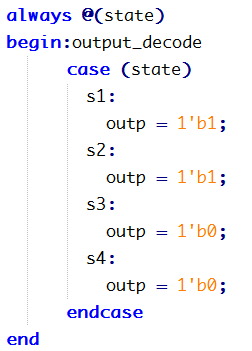 always @(state)
begin:output_decode
case (state)
s1:
outp = 1'b1;
s2:
outp = 1'b1;
s3:
outp = 1'b0;
s4:
outp = 1'b0;
endcase
end